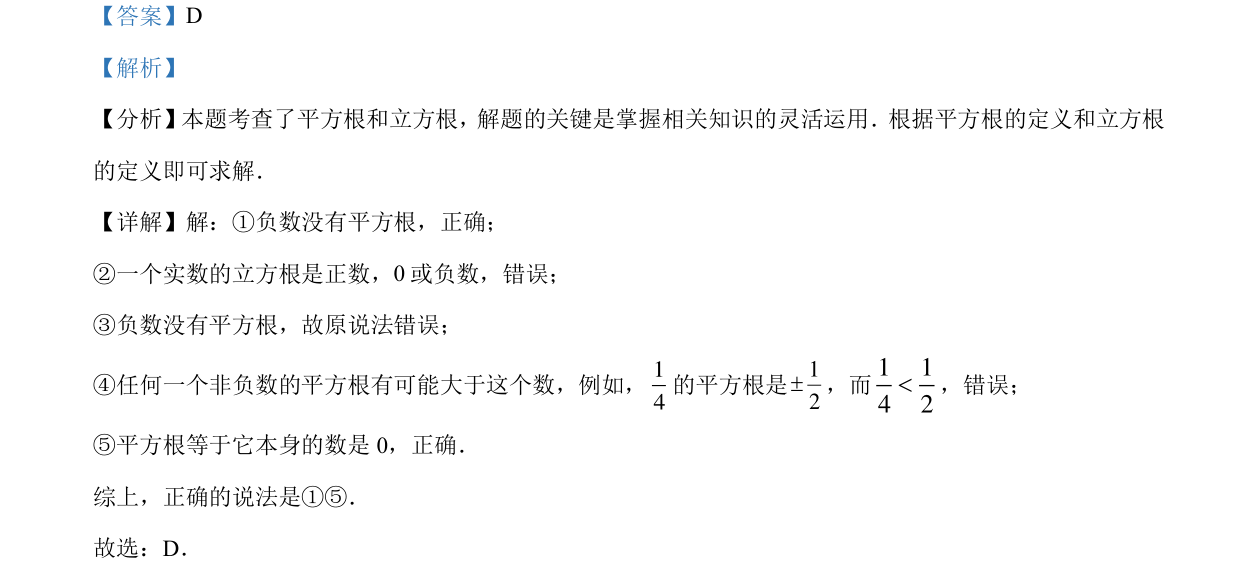 【答案】D
【解析】
【分析】本题考查了平方根和立方根，解题的关键是掌握相关知识的灵活运用．根据平方根的定义和立方根
的定义即可求解．
【详解】解：①负数没有平方根，正确；
②一个实数的立方根是正数，0 或负数，错误；
③负数没有平方根，故原说法错误；
④任何一个非负数的平方根有可能大于这个数，例如，1/4 的平方根是±1/2，而 1/4 < 1/2，错误；
⑤平方根等于它本身的数是 0，正确．
综上，正确的说法是①⑤．
故选：D．